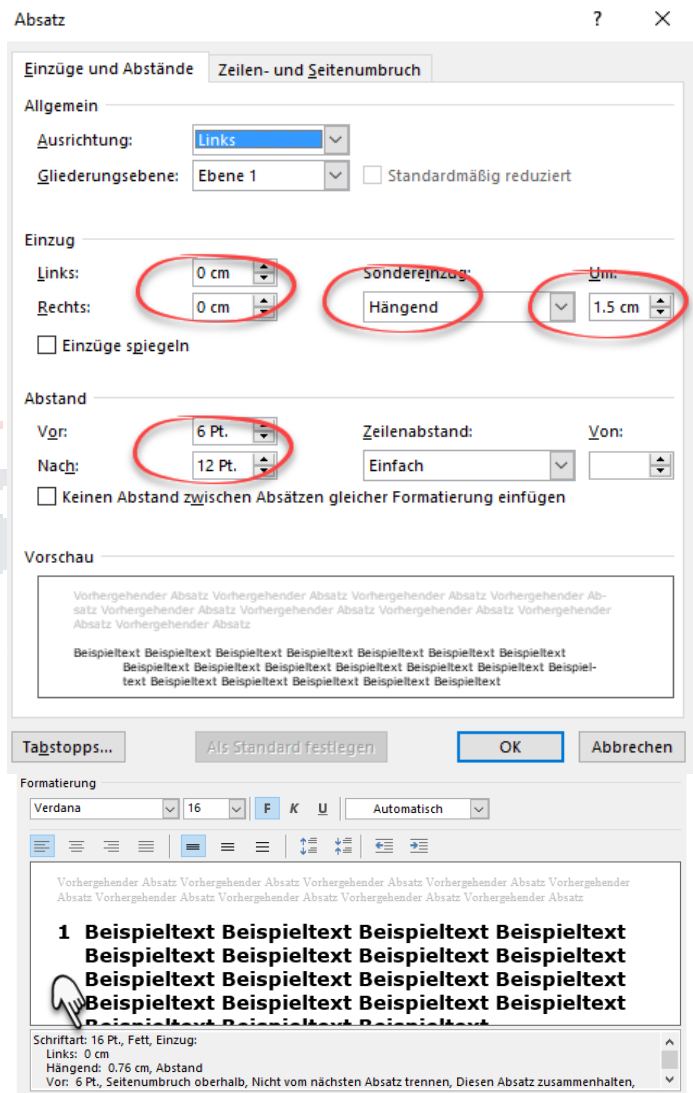 Absatz ? ×
Einzüge und Abstände Zeilen- und Seitenumbruch
Allgemein
Ausrichtung: Links
Gliederungsebene: Ebene 1 Standardmäßig reduziert
Einzug
Links: 0 cm Sondereinzug: Um:
Rechts: 0 cm Hängend 1.5 cm
Einzüge spiegeln
Abstand
Vor: 6 Pt. Zeilenabstand: Von:
Nach: 12 Pt. Einfach
Keinen Abstand zwischen Absätzen gleicher Formatierung einfügen
Vorschau
Vorhergehender Absatz Vorhergehender Absatz Vorhergehender Absatz Vorhergehender Ab-
satz Vorhergehender Absatz Vorhergehender Absatz Vorhergehender Absatz Vorhergehender
Absatz Vorhergehender Absatz
Beispieltext Beispieltext Beispieltext Beispieltext Beispieltext Beispieltext Beispieltext
Beispieltext Beispieltext Beispieltext Beispieltext Beispieltext Beispieltext Beispiel-
text Beispieltext Beispieltext Beispieltext Beispieltext Beispieltext
Tabstopps... Als Standard festlegen OK Abbrechen
Formatierung
Verdana 16 F K U Automatisch
Vorhergehender Absatz Vorhergehender Absatz Vorhergehender Absatz Vorhergehender Absatz Vorhergehender
Absatz Vorhergehender Absatz Vorhergehender Absatz Vorhergehender Absatz Vorhergehender Absatz
1 Beispieltext Beispieltext Beispieltext Beispieltext
Beispieltext Beispieltext Beispieltext Beispieltext
Beispieltext Beispieltext Beispieltext Beispieltext
Beispieltext Beispieltext Beispieltext Beispieltext
Beispieltext Beispieltext Beispieltext
Schriftart: 16 Pt., Fett, Einzug:
Links: 0 cm
Hängend: 0.76 cm, Abstand
Vor: 6 Pt., Seitenumbruch oberhalb, Nicht vom nächsten Absatz trennen, Diesen Absatz zusammenhalten,